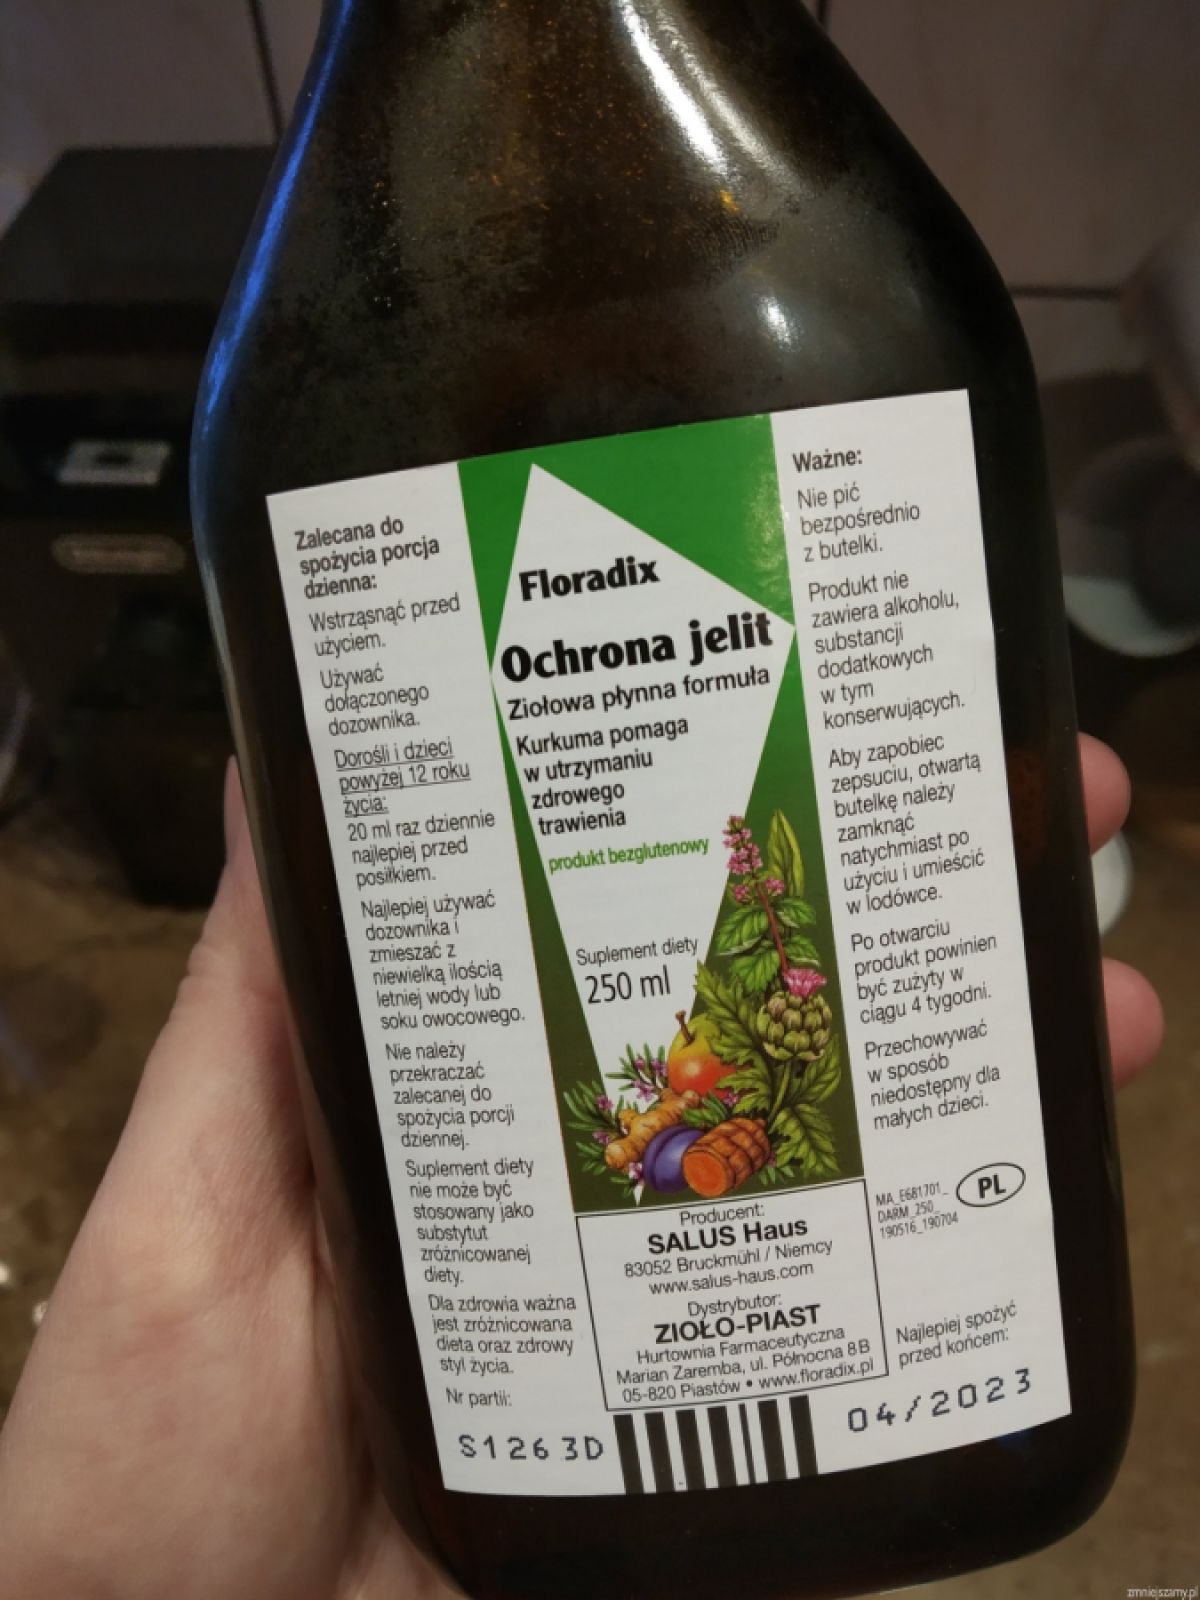 Zalecana do
spożycia porcja
dzienna:
Wstrząsnąć przed
użyciem.
Używać
dołączonego
dozownika.
Dorośli i dzieci
powyżej 12 roku
życia:
20 ml raz dziennie
najlepiej przed
posiłkiem.
Najlepiej używać
dozownika i
zmieszać z
niewielką ilością
letniej wody lub
soku owocowego.
Nie należy
przekraczać
zalecanej do
spożycia porcji
dziennej.
Suplement diety
nie może być
stosowany jako
substytut
zróżnicowanej
diety.
Dla zdrowia ważna
jest zróżnicowana
dieta oraz zdrowy
styl życia.
Nr partii:
S1263D
Floradix
Ochrona jelit
Ziołowa płynna formuła
Kurkuma pomaga
w utrzymaniu
zdrowego
trawienia
produkt bezglutenowy
Suplement diety
250 ml
Producent:
SALUS Haus
83052 Bruckmühl / Niemcy
www.salus-haus.com
Dystrybutor:
ZIOŁO-PIAST
Hurtownia Farmaceutyczna
Marian Zaremba, ul. Północna 8B
05-820 Piastów • www.floradix.pl
Ważne:
Nie pić
bezpośrednio
z butelki.
Produkt nie
zawiera alkoholu,
substancji
dodatkowych
w tym
konserwujących.
Aby zapobiec
zepsuciu, otwartą
butelkę należy
zamknąć
natychmiast po
użyciu i umieścić
w lodówce.
Po otwarciu
produkt powinien
być zużyty w
ciągu 4 tygodni.
Przechowywać
w sposób
niedostępny dla
małych dzieci.
MA_E681701_
DARM_250_
190516_190704
PL
Najlepiej spożyć
przed końcem:
04/2023
zmniejszamy.pl